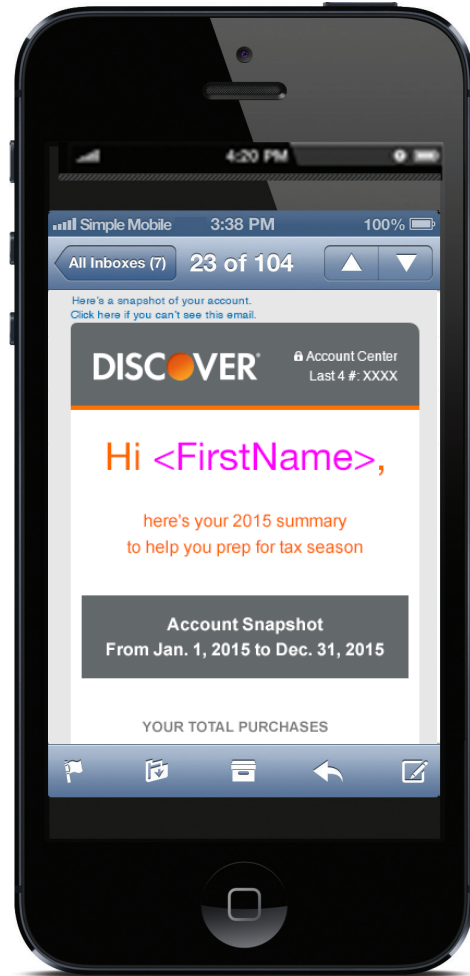 4:20 PM
Simple Mobile 3:38 PM 100%
All Inboxes (7) 23 of 104
Here's a snapshot of your account.
Click here if you can't see this email.
DISCOVER
Account Center
Last 4 #: XXXX
Hi <FirstName>,
here's your 2015 summary
to help you prep for tax season
Account Snapshot
From Jan. 1, 2015 to Dec. 31, 2015
YOUR TOTAL PURCHASES